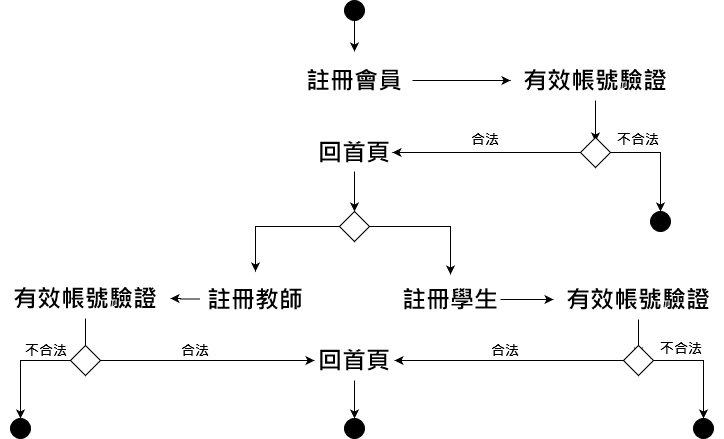 註冊會員
有效帳號驗證
合法
不合法
回首頁
有效帳號驗證
註冊教師
註冊學生
有效帳號驗證
不合法
合法
回首頁
合法
不合法